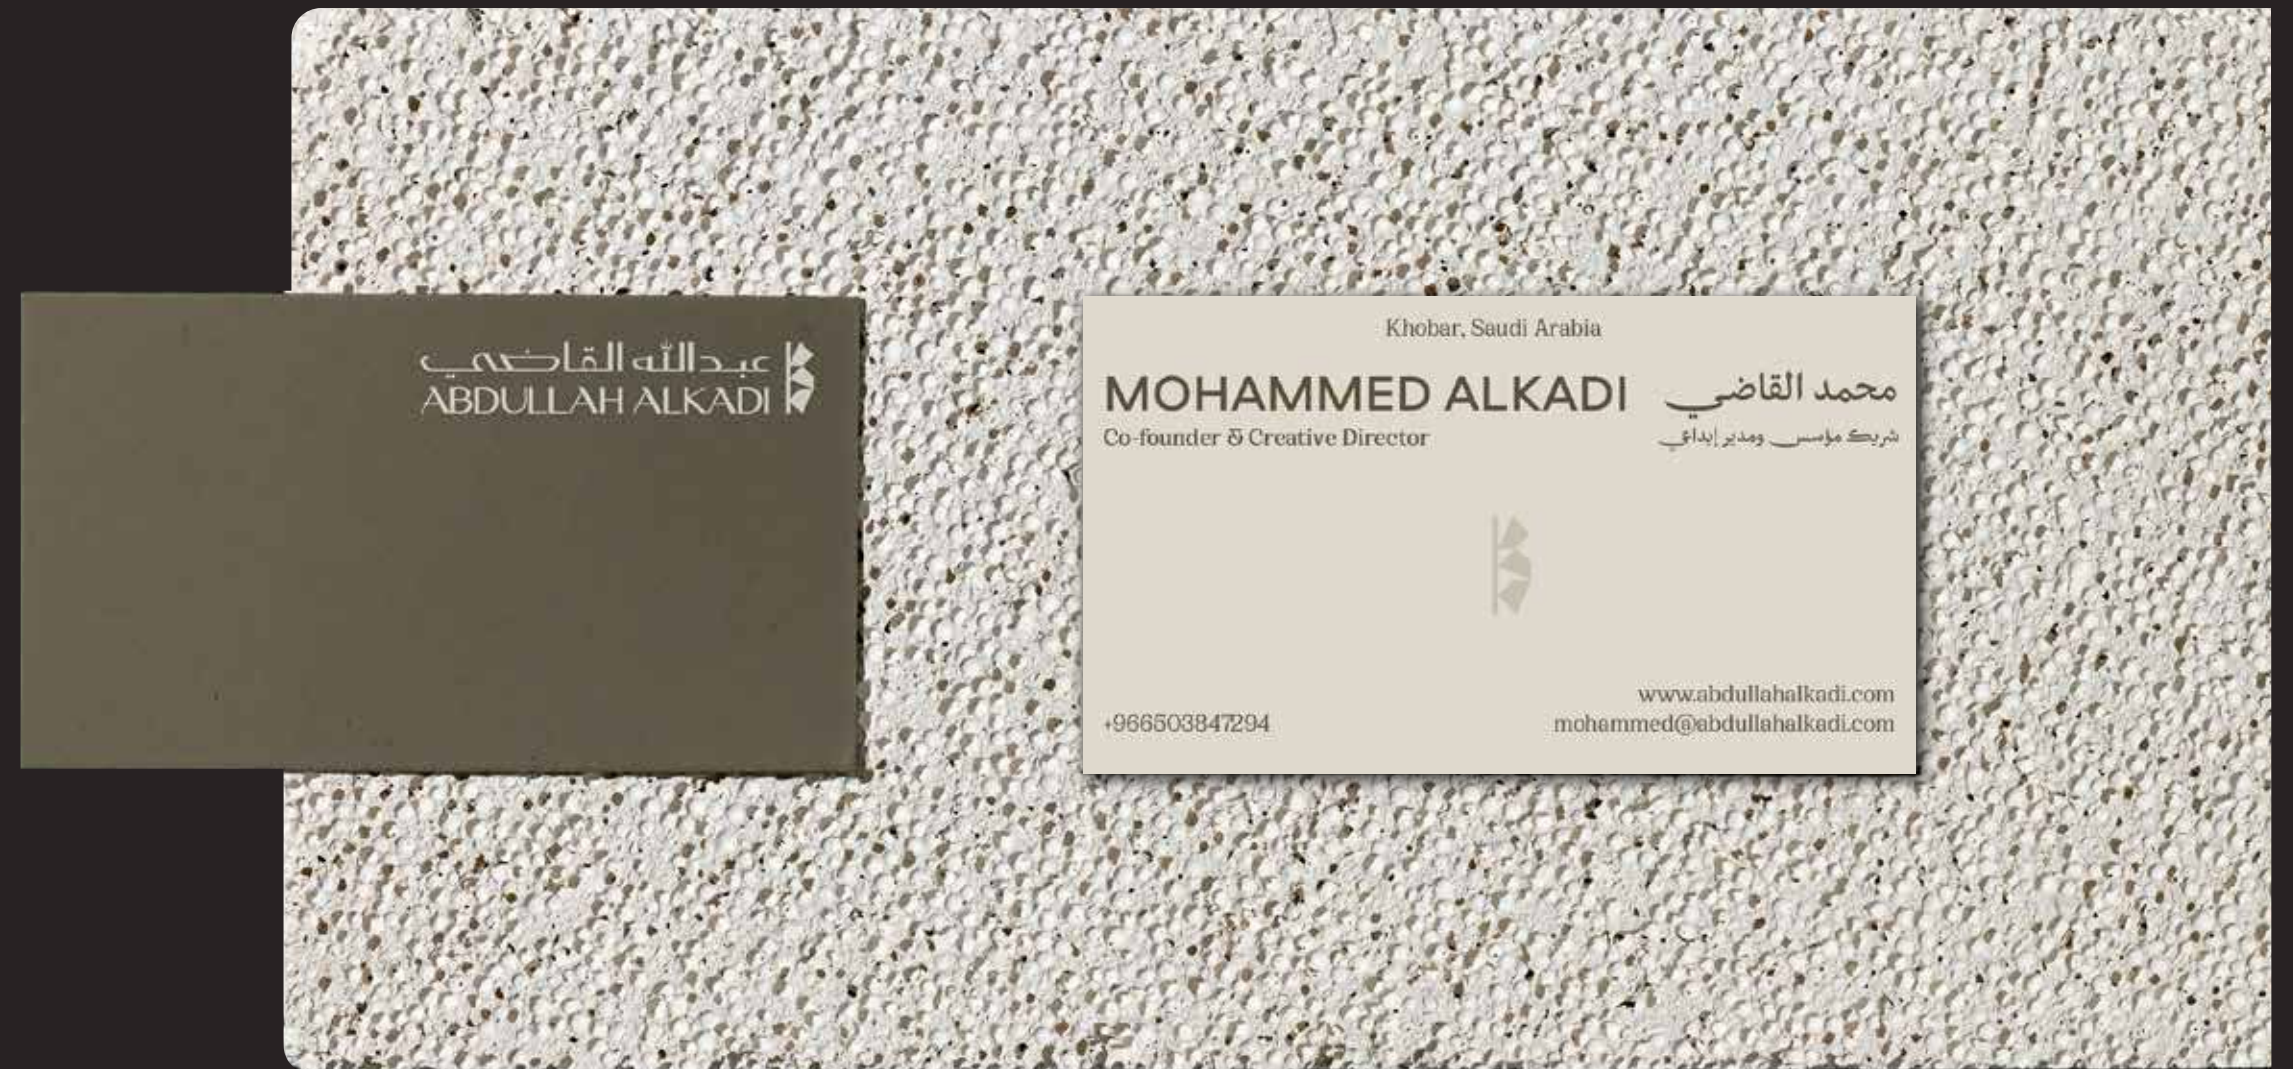 عبدالله القاضي
ABDULLAH ALKADI
Khobar, Saudi Arabia
MOHAMMED ALKADI
محمد القاضي
Co-founder & Creative Director
شريك مؤسس ومدير إبداعي
www.abdullahalkadi.com
+966503847294
mohammed@abdullahalkadi.com